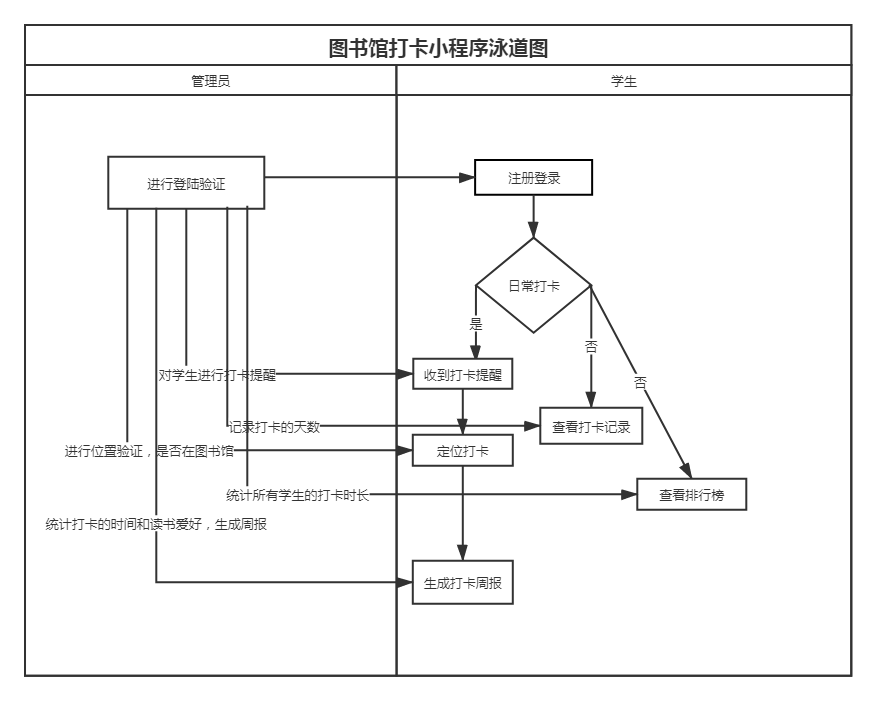 图书馆打卡小程序泳道图
管理员
学生
进行登陆验证
注册登录
日常打卡
是
否
否
对学生进行打卡提醒
收到打卡提醒
记录打卡的天数
查看打卡记录
进行位置验证，是否在图书馆
定位打卡
统计所有学生的打卡时长
查看排行榜
统计打卡的时间和读书爱好，生成周报
生成打卡周报